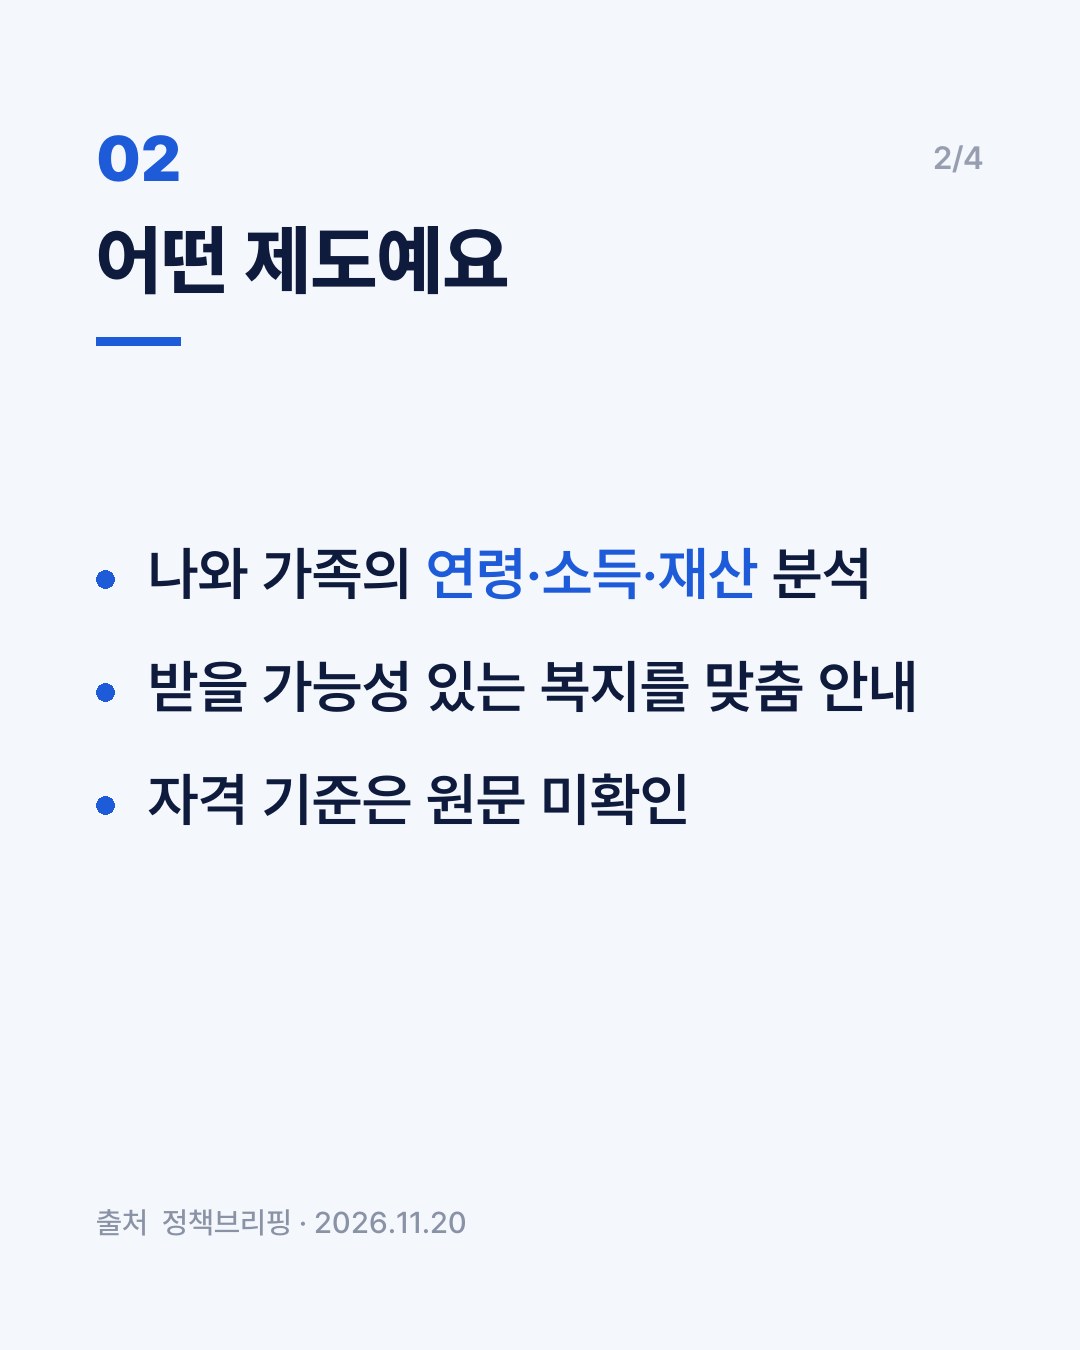 02
2/4
어떤 제도예요
• 나와 가족의 연령·소득·재산 분석
• 받을 가능성 있는 복지를 맞춤 안내
• 자격 기준은 원문 미확인
출처 정책브리핑 · 2026.11.20